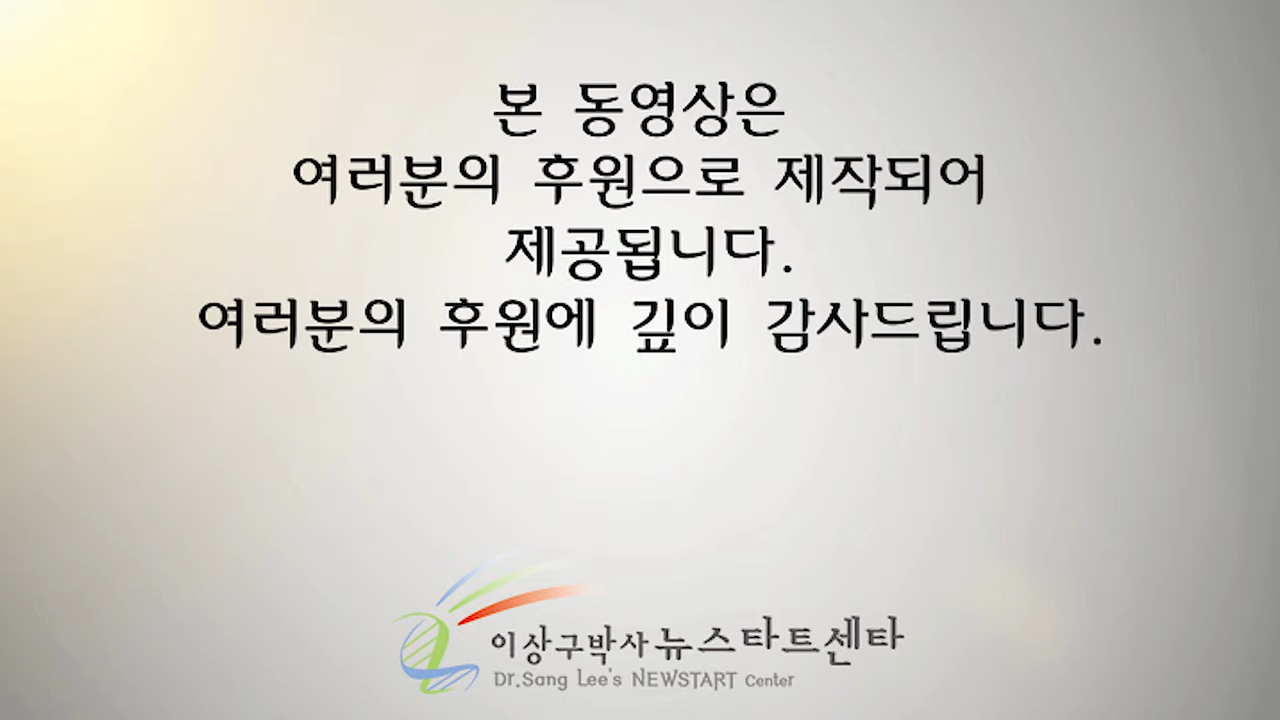 본 동영상은
여러분의 후원으로 제작되어
제공됩니다.
여러분의 후원에 깊이 감사드립니다.
이상구박사 뉴스타트센타
Dr.Sang Lee's NEWSTART Center